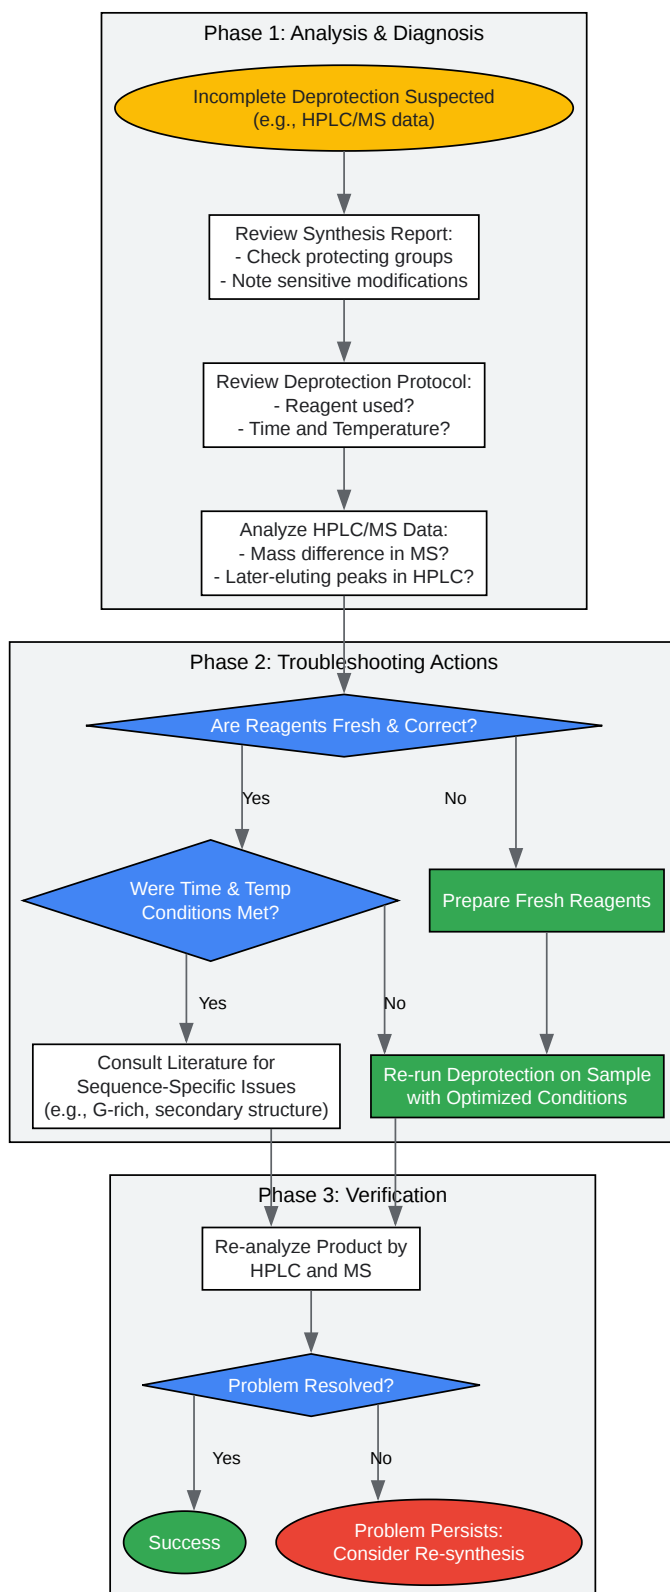 Phase 1: Analysis & Diagnosis
Incomplete Deprotection Suspected
(e.g., HPLC/MS data)
Review Synthesis Report:
- Check protecting groups
- Note sensitive modifications
Review Deprotection Protocol:
- Reagent used?
- Time and Temperature?
Analyze HPLC/MS Data:
- Mass difference in MS?
- Later-eluting peaks in HPLC?
Phase 2: Troubleshooting Actions
Are Reagents Fresh & Correct?
Yes
No
Were Time & Temp
Conditions Met?
Prepare Fresh Reagents
Yes
No
Consult Literature for
Sequence-Specific Issues
(e.g., G-rich, secondary structure)
Re-run Deprotection on Sample
with Optimized Conditions
Phase 3: Verification
Re-analyze Product by
HPLC and MS
Problem Resolved?
Yes
No
Success
Problem Persists:
Consider Re-synthesis